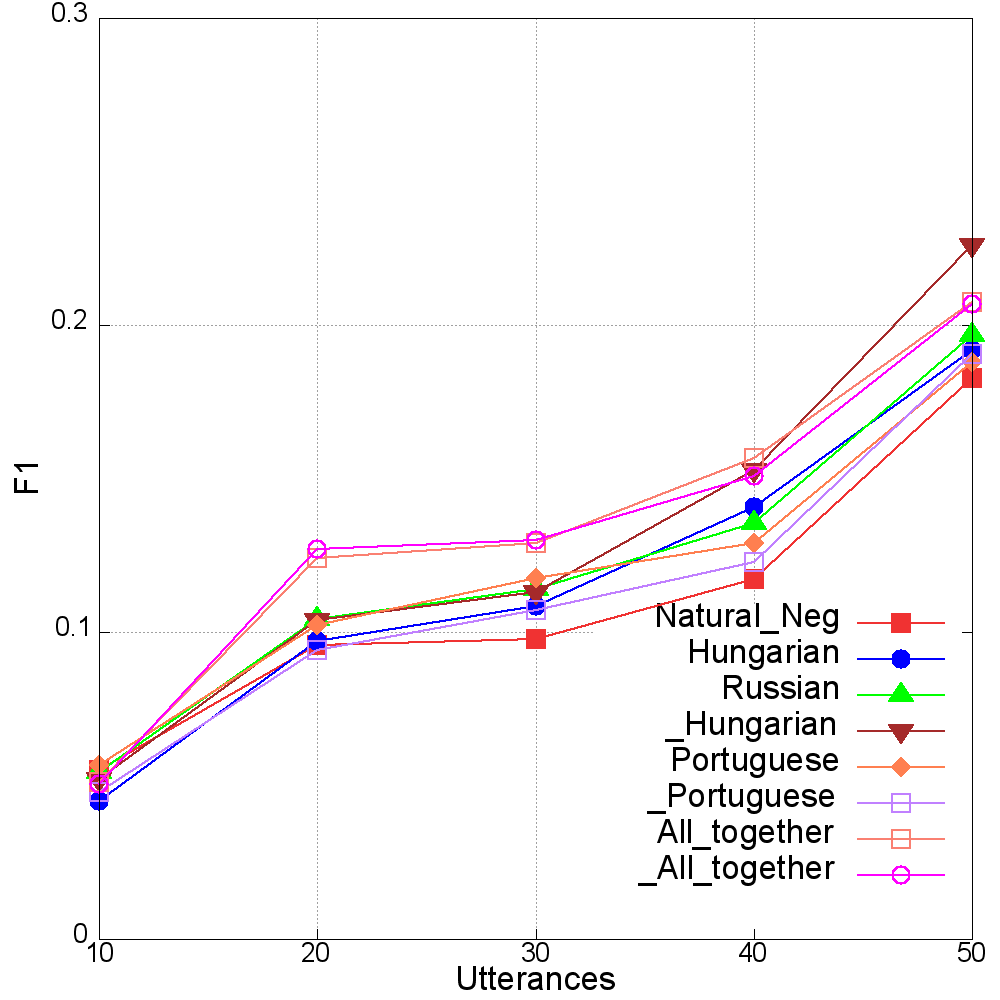 0.3
0.2
0.1
0
F1
10 20 30 40 50
Utterances
Natural_Neg
Hungarian
Russian
_Hungarian
Portuguese
_Portuguese
All_together
_All_together